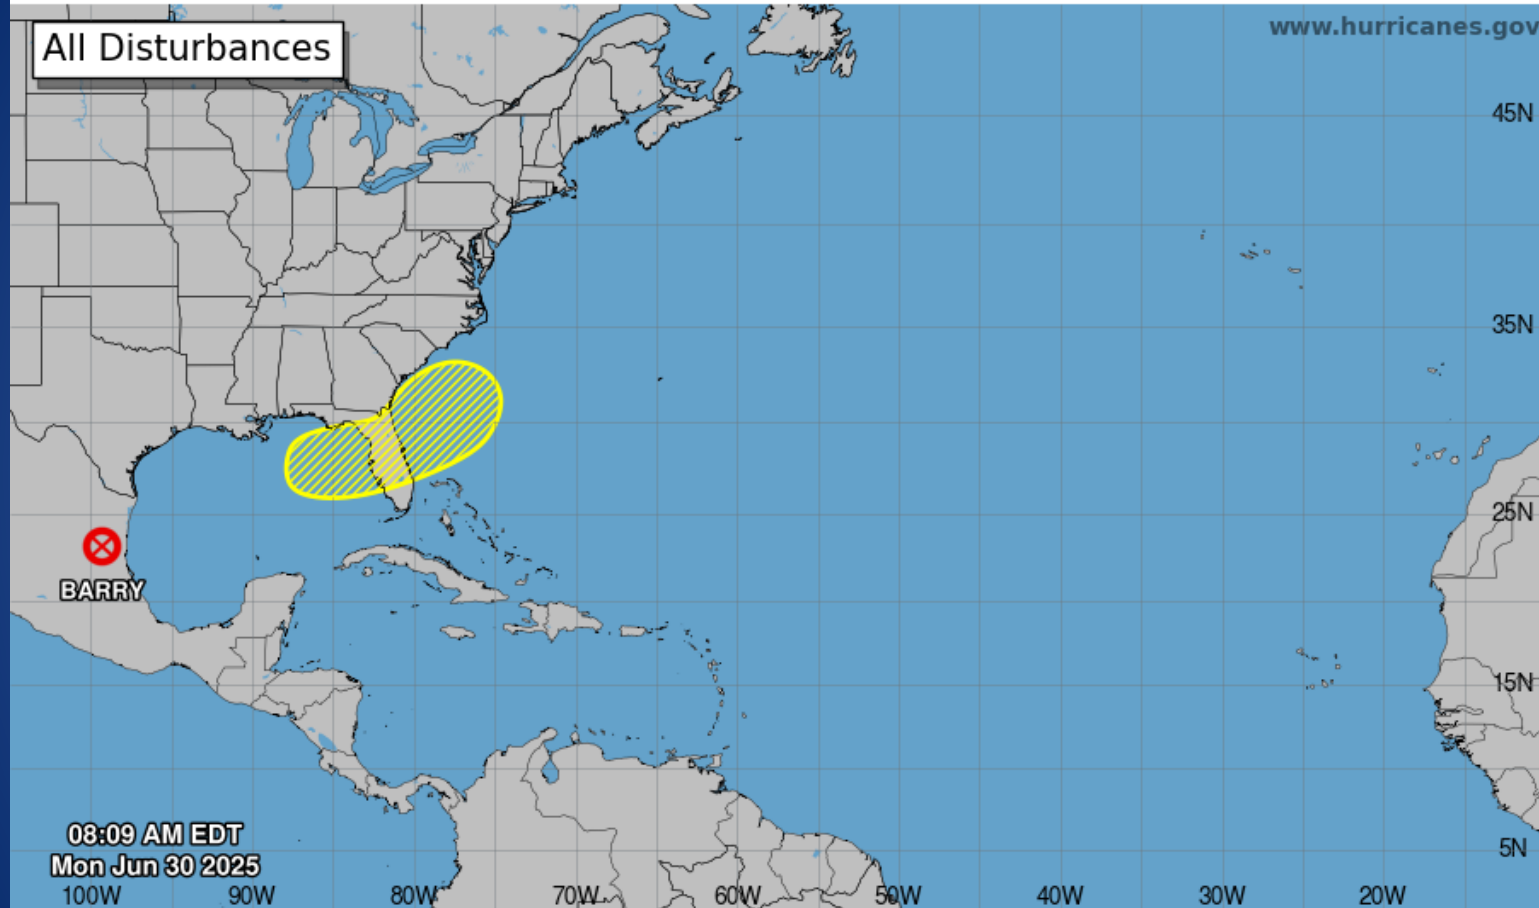 All Disturbances
www.hurricanes.gov
45N
35N
25N
BARRY
15N
08:09 AM EDT
Mon Jun 30 2025
5N
100W 90W 80W 70W 60W 50W 40W 30W 20W